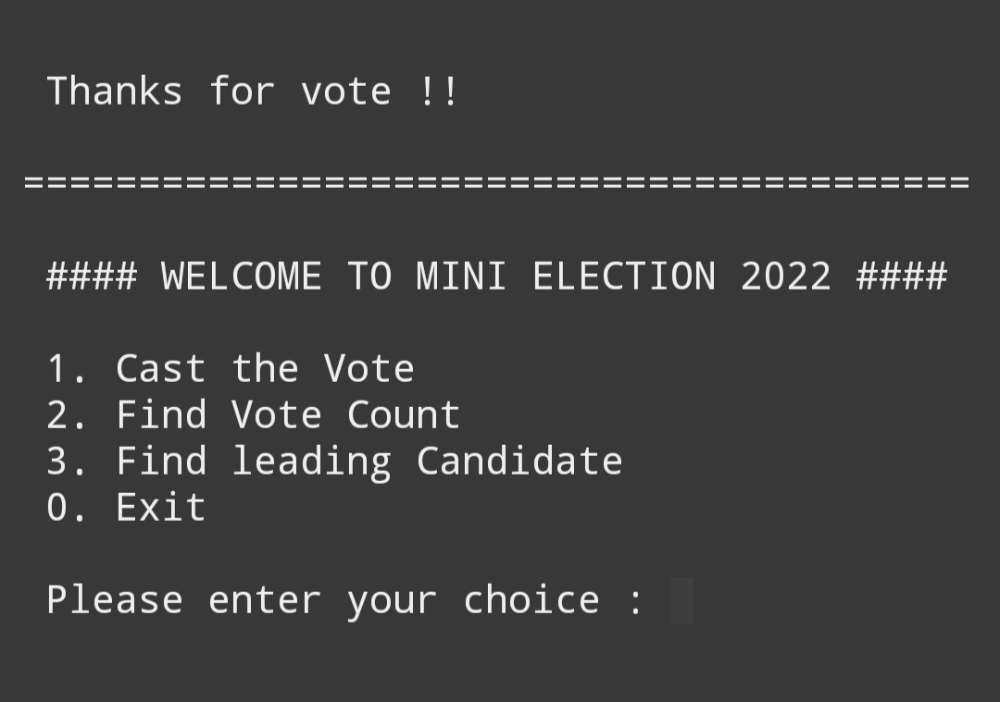 Thanks for vote !!
=========================================
#### WELCOME TO MINI ELECTION 2022 ####
1. Cast the Vote
2. Find Vote Count
3. Find leading Candidate
0. Exit
Please enter your choice :